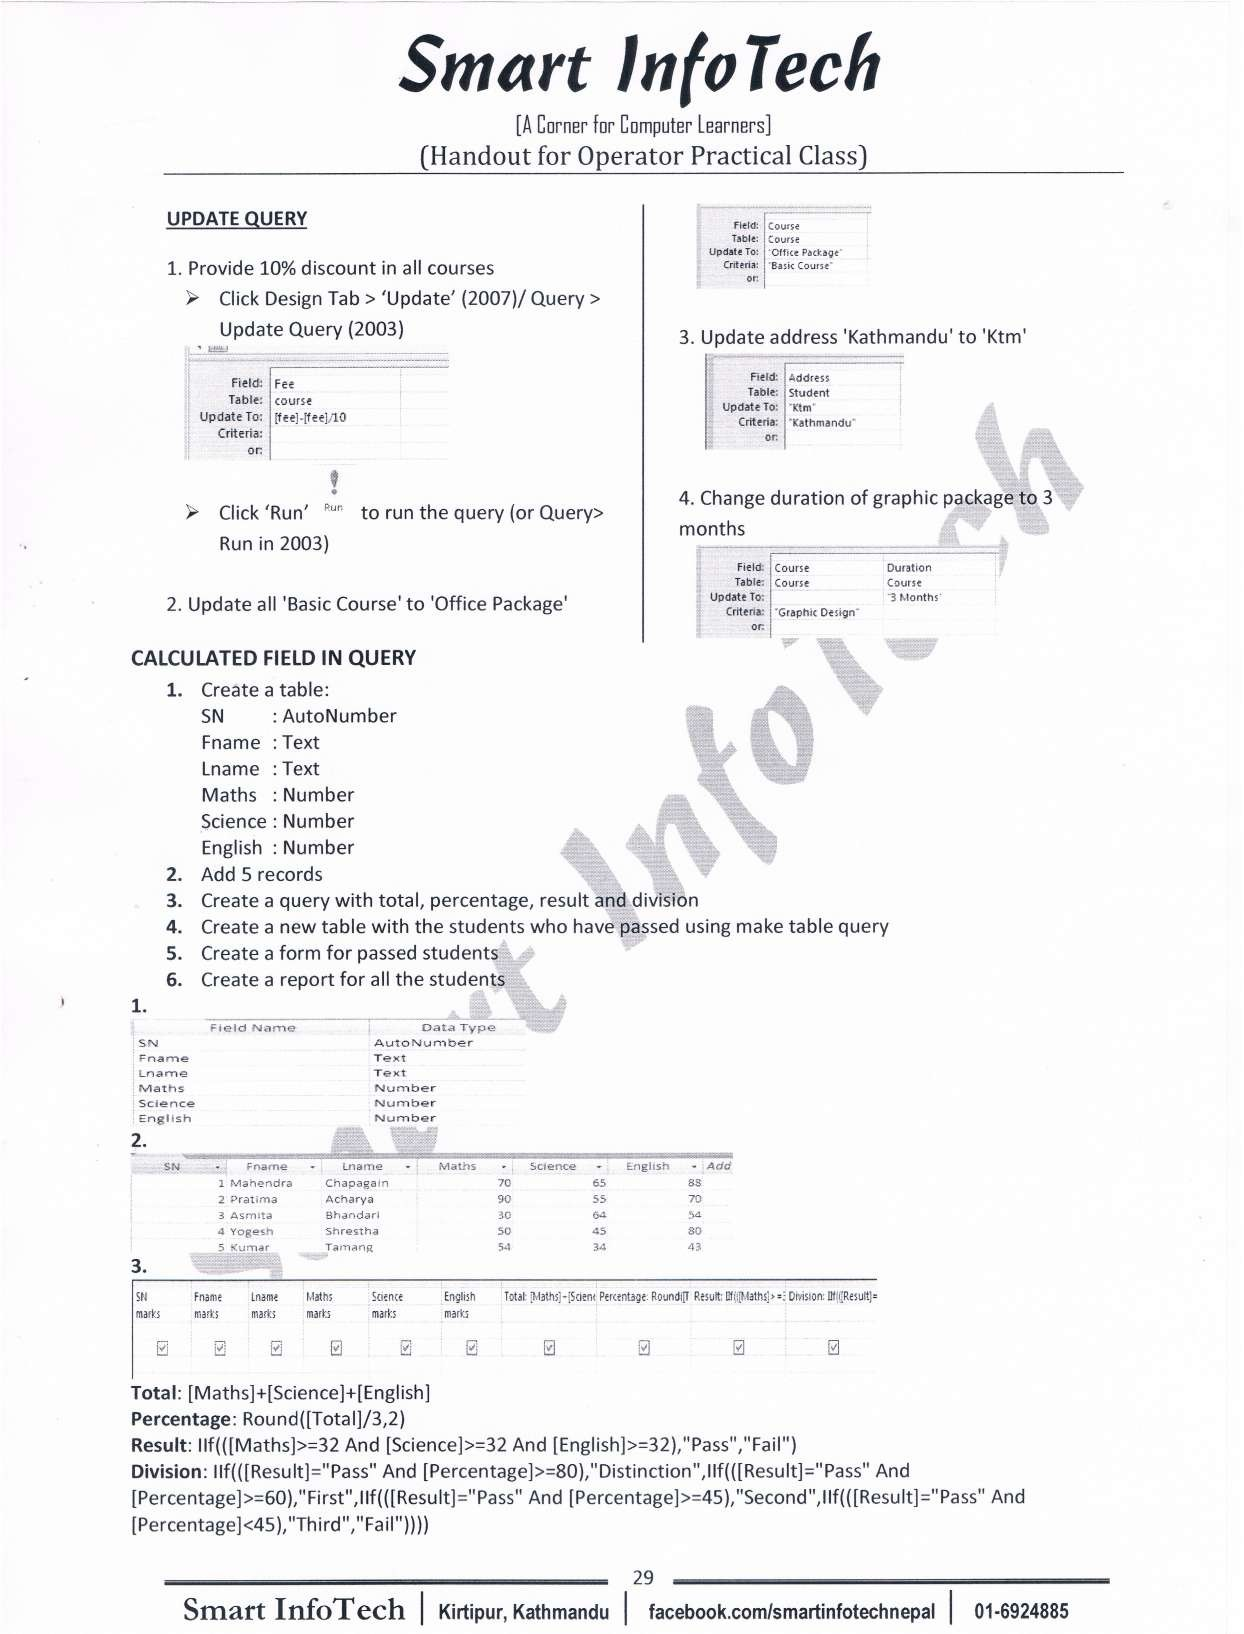 Smart InfoTech
[A Corner for Computer Learners]
(Handout for Operator Practical Class)
UPDATE QUERY
1. Provide 10% discount in all courses
➢ Click Design Tab > ‘Update’ (2007)/ Query >
Update Query (2003)
Field: Fee
Table: course
Update To: [fee]-[fee]/10
Criteria:
or:
➢ Click ‘Run’ Run to run the query (or Query>
Run in 2003)
2. Update all 'Basic Course' to 'Office Package'
Field: Course
Table: Course
Update To: "Office Package"
Criteria: "Basic Course"
or:
3. Update address 'Kathmandu' to 'Ktm'
Field: Address
Table: Student
Update To: "Ktm"
Criteria: "Kathmandu"
or:
4. Change duration of graphic package to 3
months
Field: Course Duration
Table: Course Course
Update To: "3 Months"
Criteria: "Graphic Design"
or:
CALCULATED FIELD IN QUERY
1. Create a table:
SN : AutoNumber
Fname : Text
Lname : Text
Maths : Number
Science : Number
English : Number
2. Add 5 records
3. Create a query with total, percentage, result and division
4. Create a new table with the students who have passed using make table query
5. Create a form for passed students
6. Create a report for all the students
1.
Field Name Data Type
SN AutoNumber
Fname Text
Lname Text
Maths Number
Science Number
English Number
2.
SN Fname Lname Maths Science English Add
1 Mahendra Chapagain 70 65 88
2 Pratima Acharya 90 55 70
3 Asmita Bhandari 30 64 54
4 Yogesh Shrestha 50 45 80
5 Kumar Tamang 54 34 43
3.
SN Fname Lname Maths Science English Total: [Maths]+[Scien Percentage: Round([T Result: IIf(([Maths]>=3 Division: IIf(([Result]=
marks marks marks marks marks marks
Total: [Maths]+[Science]+[English]
Percentage: Round([Total]/3,2)
Result: IIf(([Maths]>=32 And [Science]>=32 And [English]>=32),"Pass","Fail")
Division: IIf(([Result]="Pass" And [Percentage]>=80),"Distinction",IIf(([Result]="Pass" And
[Percentage]>=60),"First",IIf(([Result]="Pass" And [Percentage]>=45),"Second",IIf(([Result]="Pass" And
[Percentage]<45),"Third","Fail"))))
29
Smart InfoTech | Kirtipur, Kathmandu | facebook.com/smartinfotechnepal | 01-6924885